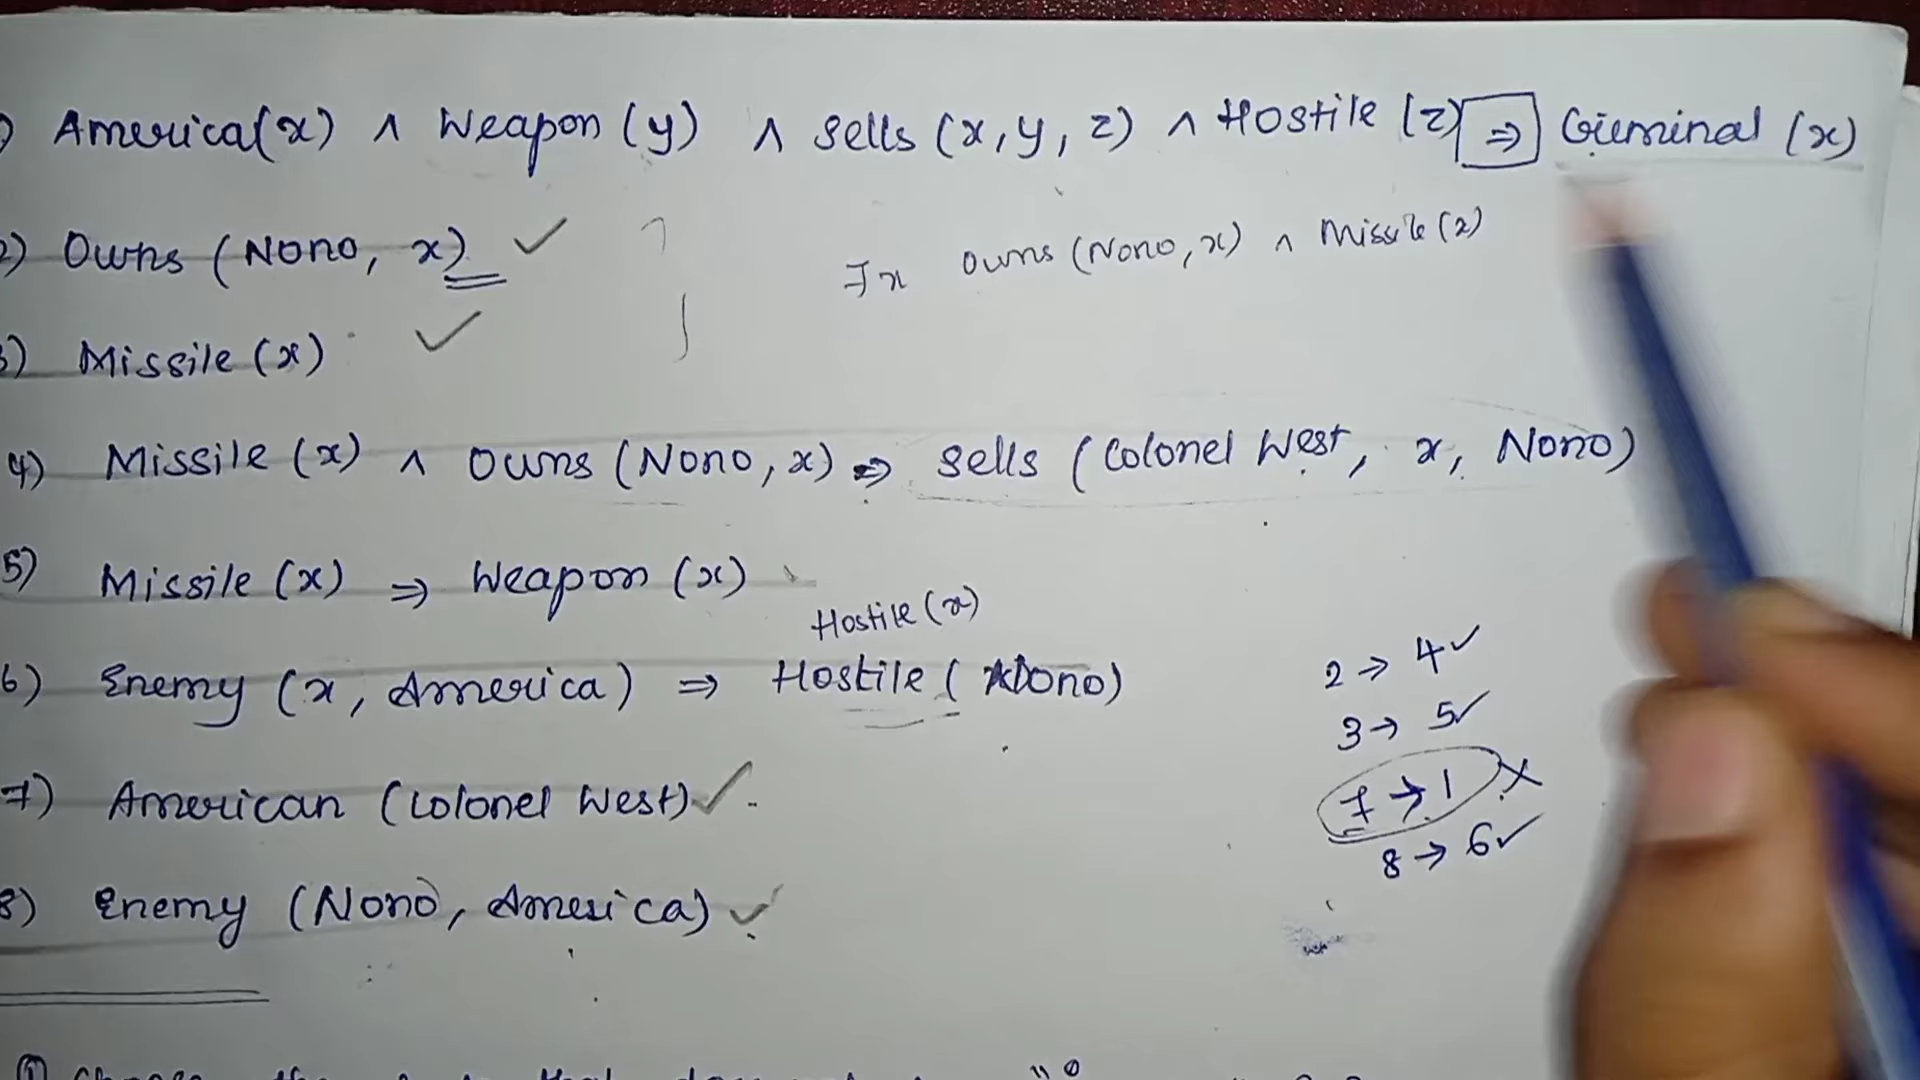 ) America(x) ∧ Weapon (y) ∧ Sells (x, y, z) ∧ Hostile (z) ⇒ Criminal (x)
2) Owns (Nono, x)
∃x Owns (Nono, x) ∧ Missile (x)
3) Missile (x)
4) Missile (x) ∧ Owns (Nono, x) ⇒ Sells (Colonel West, x, Nono)
5) Missile (x) ⇒ Weapon (x)
Hostile (x)
6) Enemy (x, America) ⇒ Hostile (Nono)
2 → 4 ✓
3 → 5 ✓
7 → 1 x
8 → 6 ✓
7) American (Colonel West) ✓
8) Enemy (Nono, America) ✓